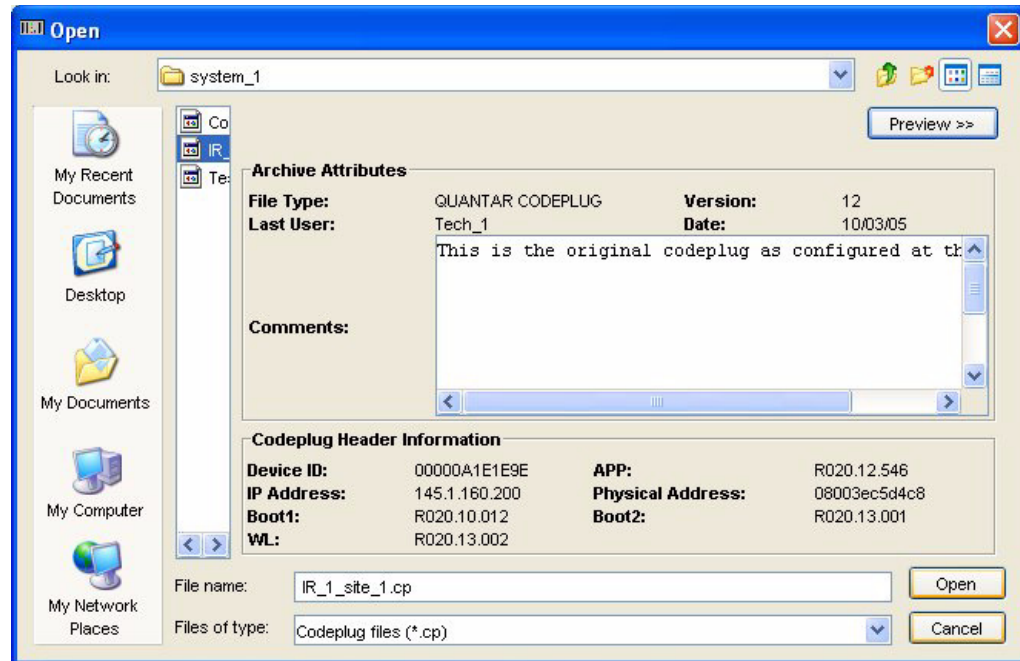 Open
Look in: system_1
Preview >>
My Recent
Documents
Desktop
My Documents
My Computer
My Network
Places
Co
IR_
Te
Archive Attributes
File Type: QUANTAR CODEPLUG Version: 12
Last User: Tech_1 Date: 10/03/05
Comments: This is the original codeplug as configured at th
Codeplug Header Information
Device ID: 00000A1E1E9E APP: R020.12.546
IP Address: 145.1.160.200 Physical Address: 08003ec5d4c8
Boot1: R020.10.012 Boot2: R020.13.001
WL: R020.13.002
File name: IR_1_site_1.cp Open
Files of type: Codeplug files (*.cp) Cancel